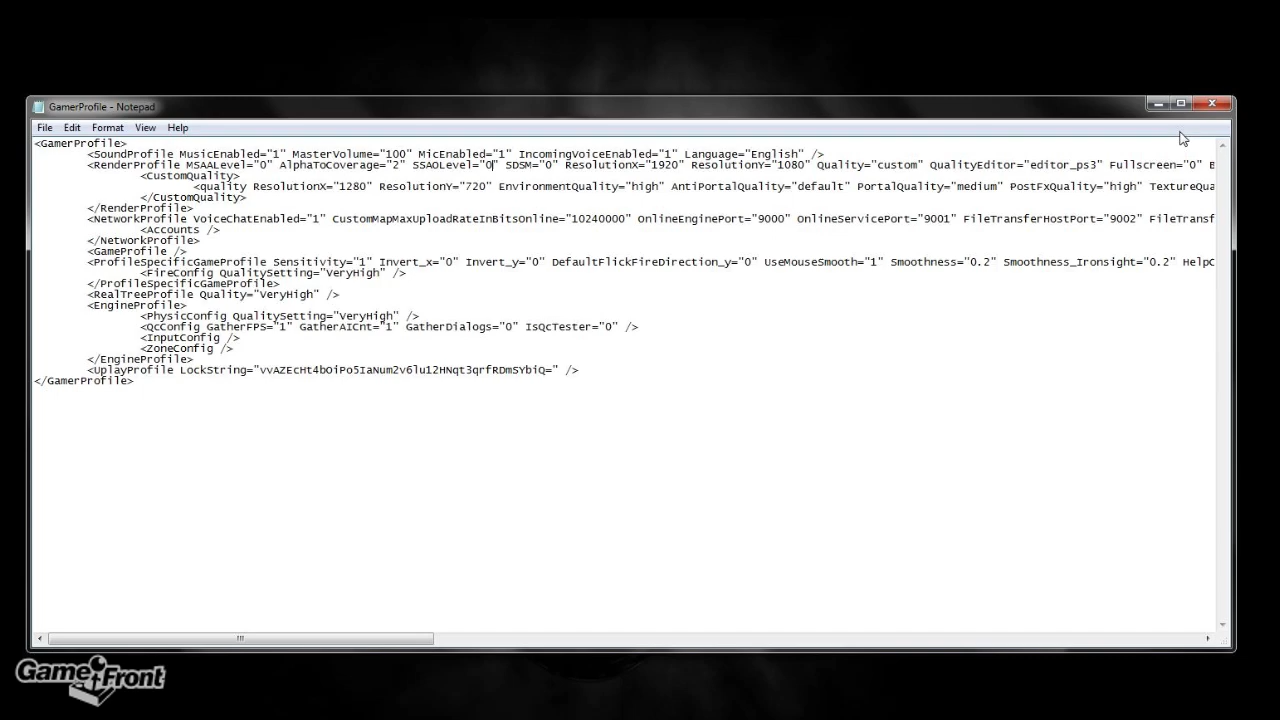 GamerProfile - Notepad
File Edit Format View Help
<GamerProfile>
<SoundProfile MusicEnabled="1" MasterVolume="100" MicEnabled="1" IncomingVoiceEnabled="1" Language="English" />
<RenderProfile MSAALevel="0" AlphaToCoverage="2" SSAOLevel="0" SDSM="0" ResolutionX="1920" ResolutionY="1080" Quality="custom" QualityEditor="editor_ps3" Fullscreen="0" B
<CustomQuality>
<quality ResolutionX="1280" ResolutionY="720" EnvironmentQuality="high" AntiPortalQuality="default" PortalQuality="medium" PostFxQuality="high" TextureQua
</CustomQuality>
</RenderProfile>
<NetworkProfile VoiceChatEnabled="1" CustomMapMaxUploadRateInBitsOnline="10240000" OnlineEnginePort="9000" OnlineServicePort="9001" FileTransferHostPort="9002" FileTransf
<Accounts />
</NetworkProfile>
<GameProfile />
<ProfileSpecificGameProfile Sensitivity="1" Invert_x="0" Invert_y="0" DefaultFlickFireDirection_y="0" UseMouseSmooth="1" Smoothness="0.2" Smoothness_Ironsight="0.2" HelpC
<FireConfig QualitySetting="VeryHigh" />
</ProfileSpecificGameProfile>
<RealTreeProfile Quality="VeryHigh" />
<EngineProfile>
<PhysicConfig QualitySetting="VeryHigh" />
<QcConfig GatherFPS="1" GatherAICnt="1" GatherDialogs="0" IsQcTester="0" />
<InputConfig />
<ZoneConfig />
</EngineProfile>
<UplayProfile LockString="vvAZEcHt4bOiPo5IaNum2v6lu12HNqt3qrfRDmSYbiQ=" />
</GamerProfile>
GameFront